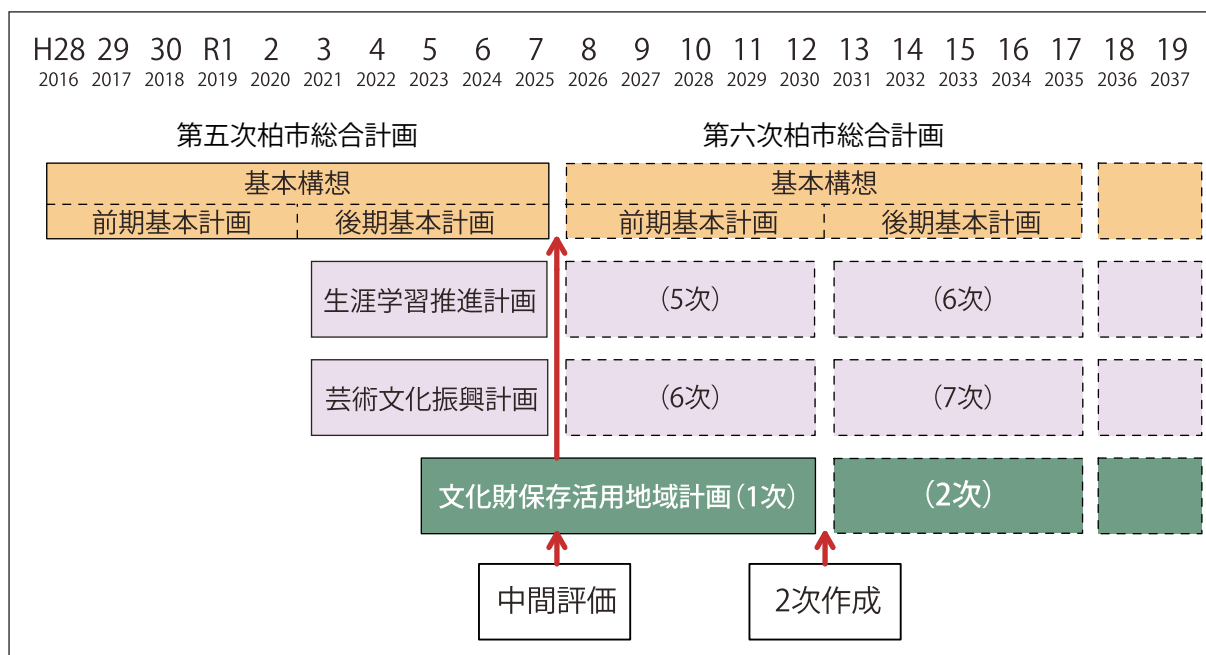 H28 29 30 R1 2 3 4 5 6 7 8 9 10 11 12 13 14 15 16 17 18 19
2016 2017 2018 2019 2020 2021 2022 2023 2024 2025 2026 2027 2028 2029 2030 2031 2032 2033 2034 2035 2036 2037
第五次柏市総合計画 第六次柏市総合計画
基本構想 基本構想
前期基本計画 後期基本計画 前期基本計画 後期基本計画
生涯学習推進計画 (5次) (6次)
芸術文化振興計画 (6次) (7次)
文化財保存活用地域計画(1次) (2次)
中間評価 2次作成